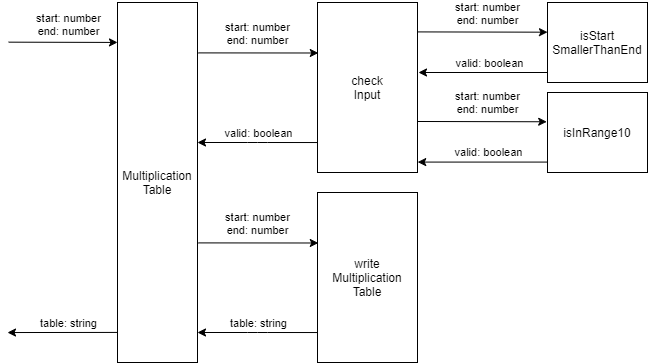 start: number
end: number
Multiplication
Table
start: number
end: number
valid: boolean
check
Input
start: number
end: number
valid: boolean
isStart
SmallerThanEnd
start: number
end: number
valid: boolean
isInRange10
start: number
end: number
write
Multiplication
Table
table: string
table: string